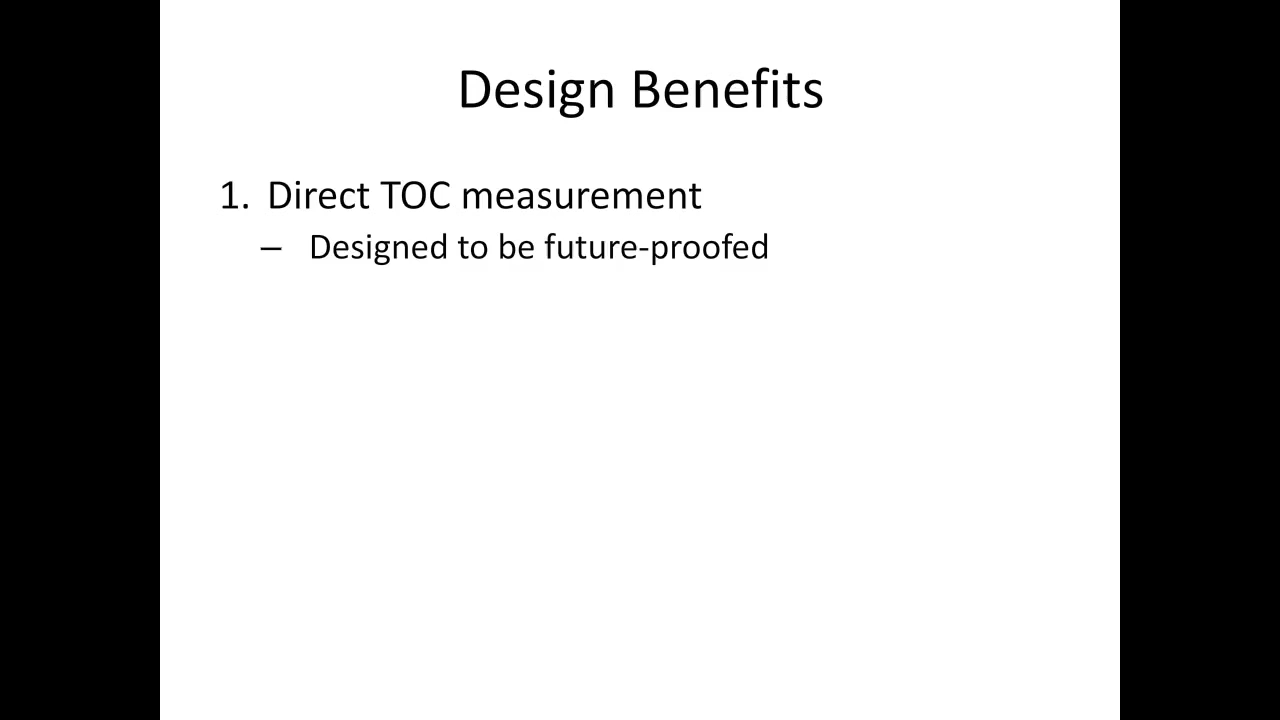 Design Benefits
1. Direct TOC measurement
– Designed to be future-proofed